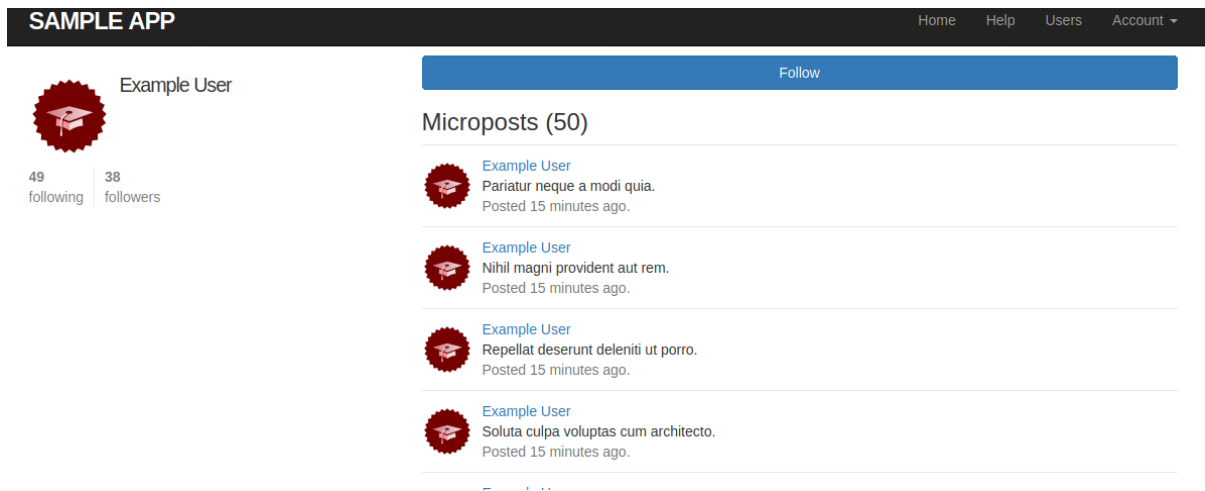 SAMPLE APP
Home Help Users Account
Example User
49 38
following followers
Follow
Microposts (50)
Example User
Pariatur neque a modi quia.
Posted 15 minutes ago.
Example User
Nihil magni provident aut rem.
Posted 15 minutes ago.
Example User
Repellat deserunt deleniti ut porro.
Posted 15 minutes ago.
Example User
Soluta culpa voluptas cum architecto.
Posted 15 minutes ago.